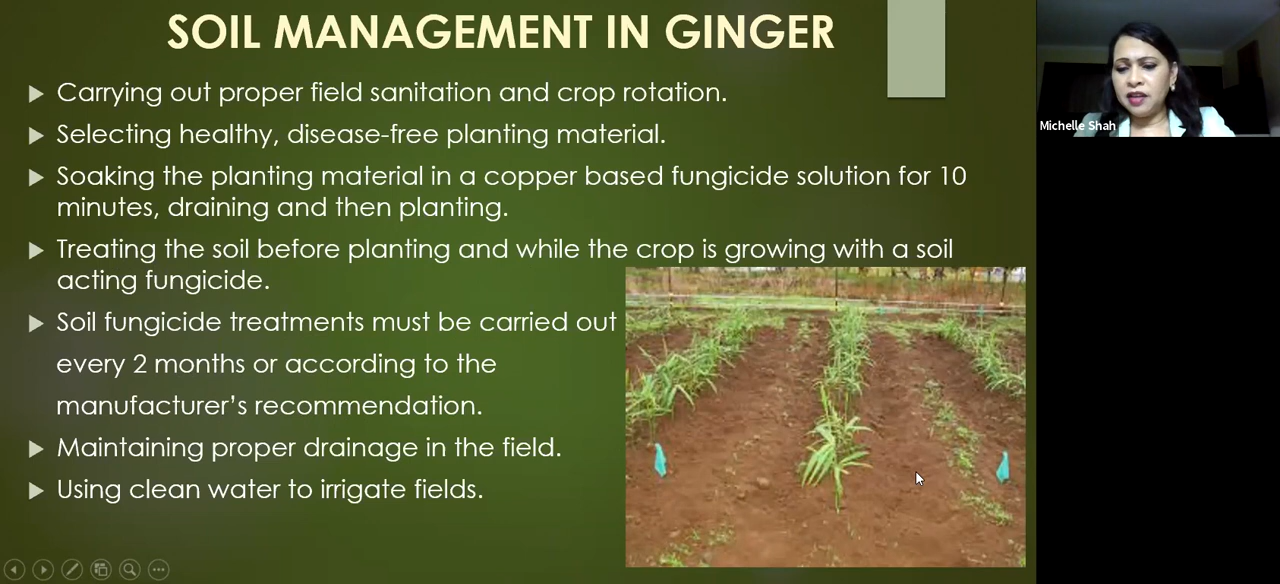 SOIL MANAGEMENT IN GINGER
Carrying out proper field sanitation and crop rotation.
Selecting healthy, disease-free planting material.
Soaking the planting material in a copper based fungicide solution for 10
minutes, draining and then planting.
Treating the soil before planting and while the crop is growing with a soil
acting fungicide.
Soil fungicide treatments must be carried out
every 2 months or according to the
manufacturer’s recommendation.
Maintaining proper drainage in the field.
Using clean water to irrigate fields.
Michelle Shah